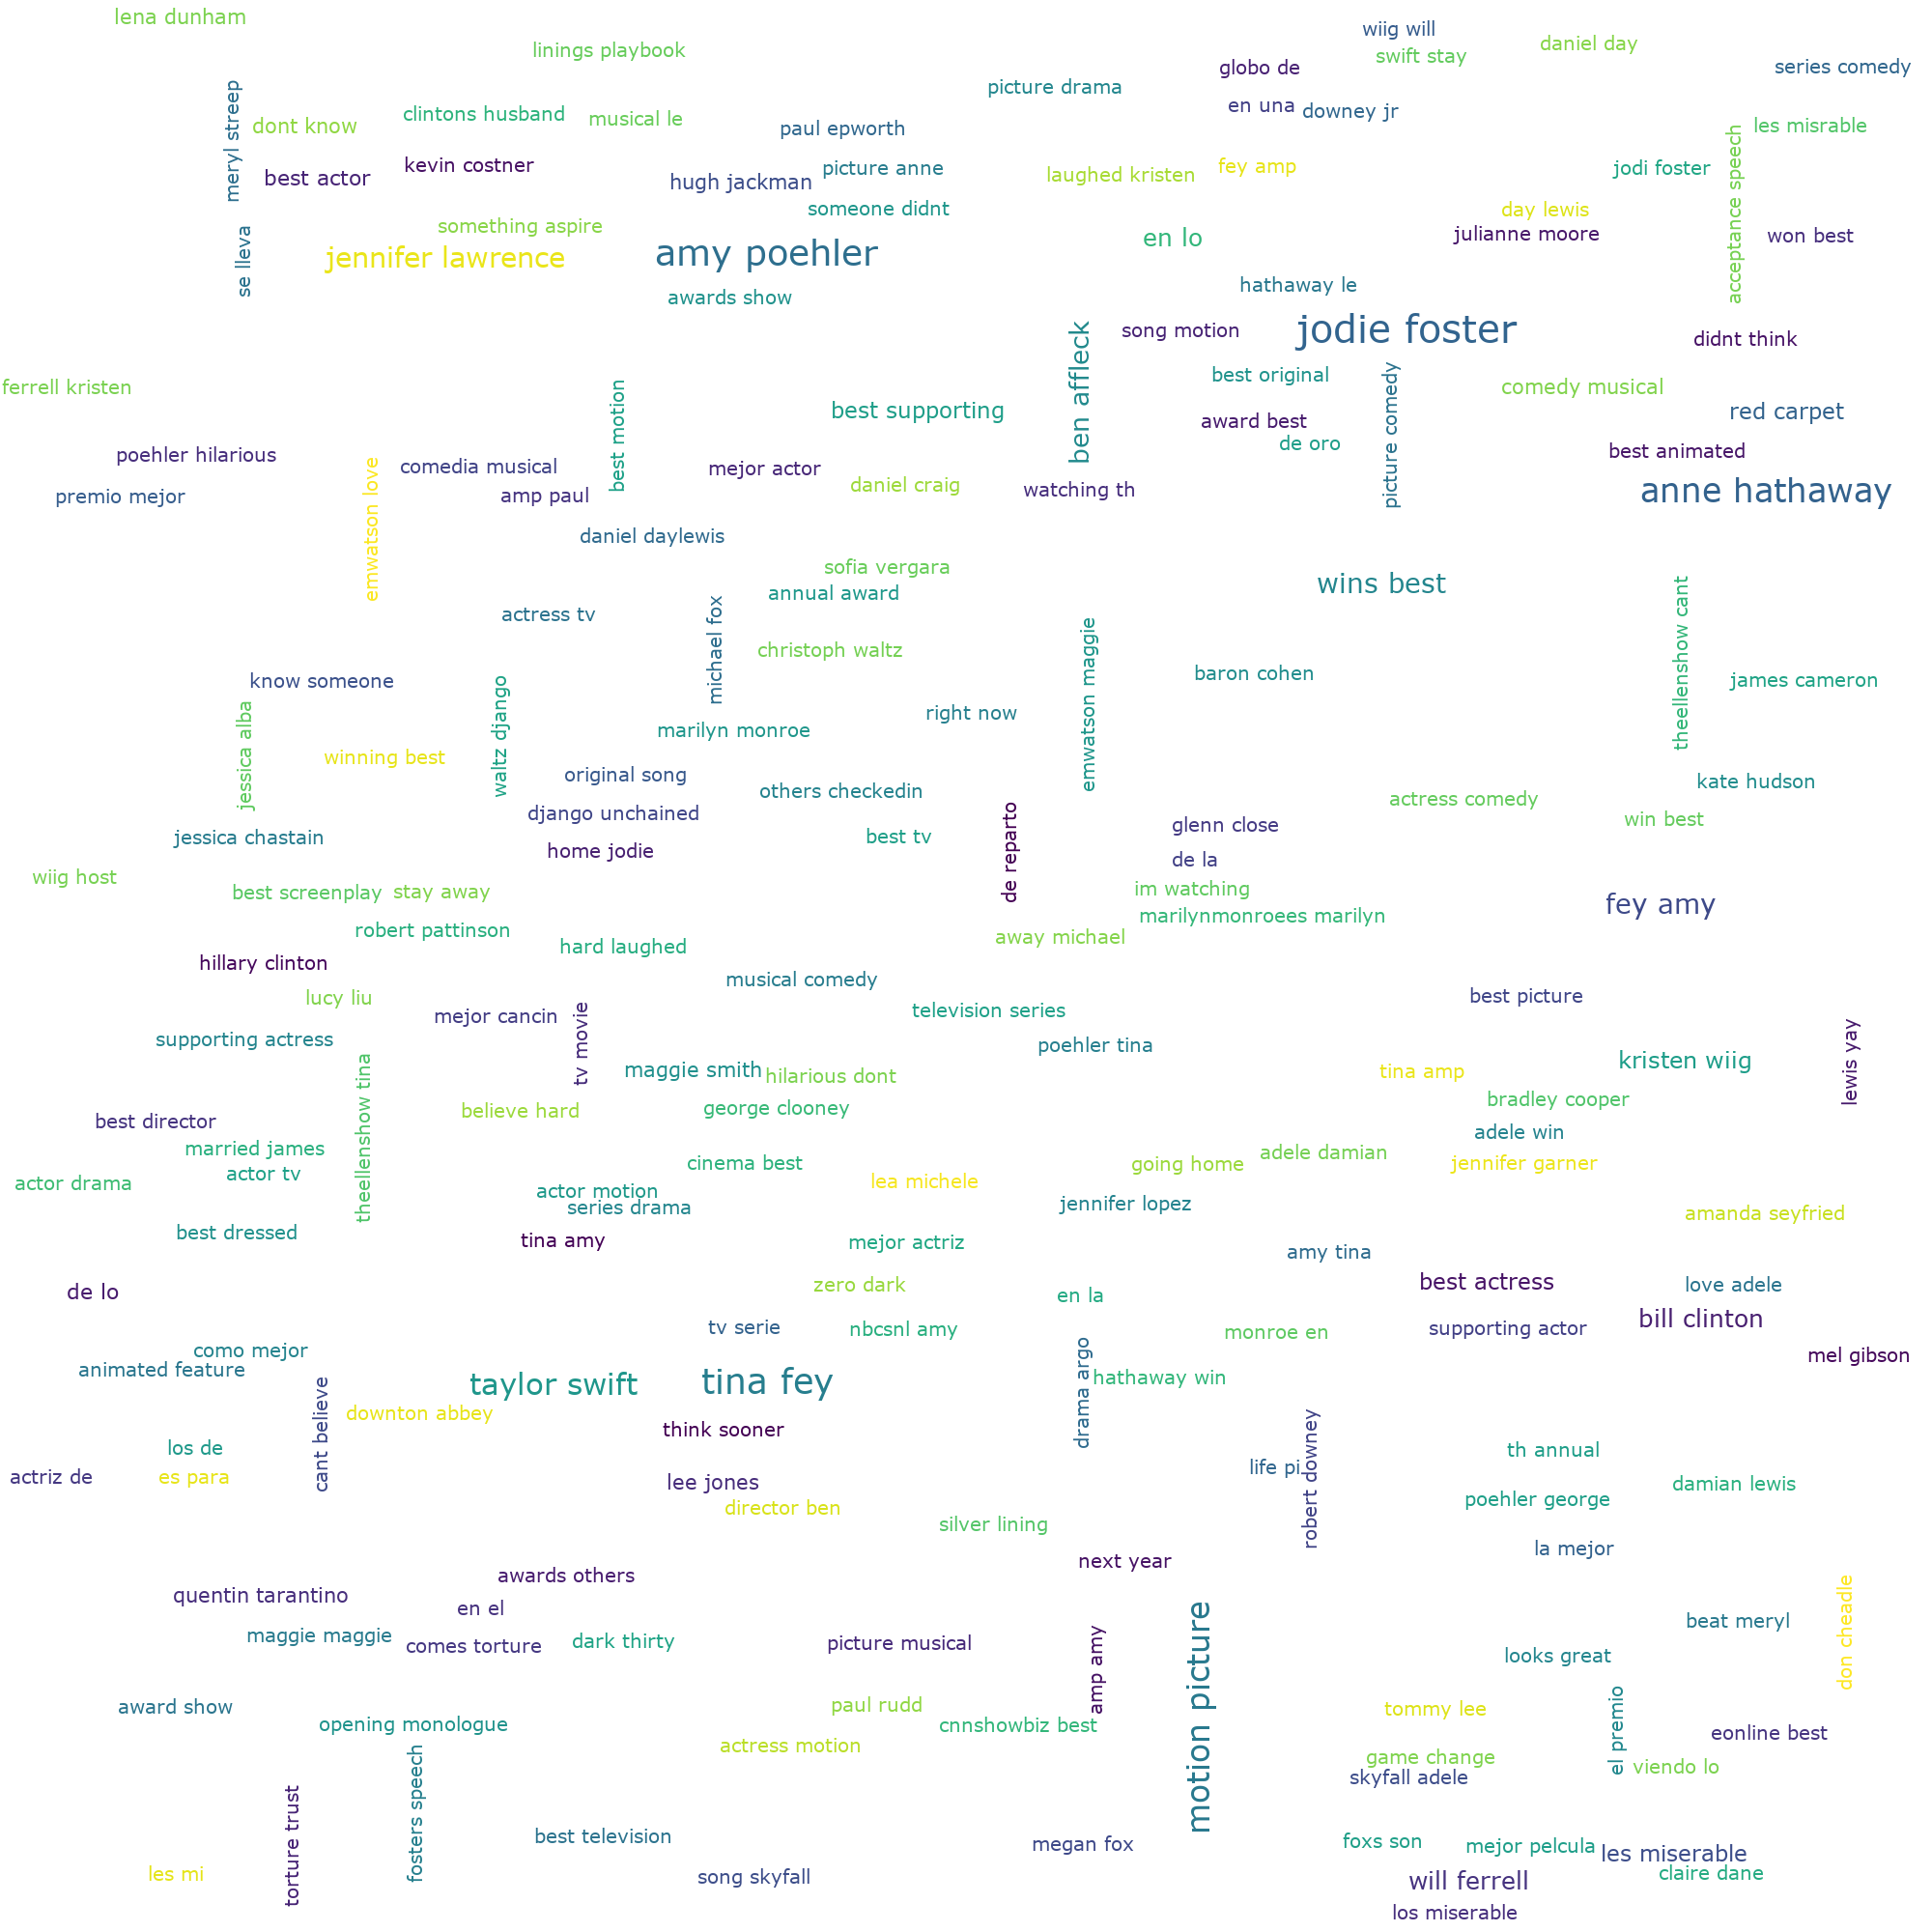 lena dunham
wiig will
daniel day
linings playbook
swift stay
globo de
series comedy
picture drama
en una
downey jr
clintons husband
musical le
meryl streep
dont know
paul epworth
les misrable
kevin costner
picture anne
fey amp
jodi foster
best actor
hugh jackman
laughed kristen
acceptance speech
someone didnt
day lewis
something aspire
julianne moore
won best
en lo
amy poehler
jennifer lawrence
se lleva
hathaway le
awards show
song motion
jodie foster
didnt think
best original
ferrell kristen
comedy musical
ben affleck
best supporting
red carpet
award best
best motion
picture comedy
de oro
best animated
poehler hilarious
comedia musical
mejor actor
daniel craig
watching th
anne hathaway
premio mejor
amp paul
emwatson love
daniel daylewis
sofia vergara
wins best
annual award
actress tv
michael fox
christoph waltz
emwatson maggie
theellenshow cant
baron cohen
know someone
james cameron
right now
marilyn monroe
waltz django
jessica alba
winning best
original song
kate hudson
others checkedin
actress comedy
django unchained
win best
glenn close
jessica chastain
best tv
home jodie
de reparto
de la
wiig host
best screenplay
stay away
im watching
fey amy
marilynmonroees marilyn
robert pattinson
away michael
hard laughed
hillary clinton
musical comedy
lucy liu
best picture
television series
mejor cancin
supporting actress
tv movie
poehler tina
kristen wiig
lewis yay
maggie smith
hilarious dont
tina amp
bradley cooper
believe hard
george clooney
best director
adele win
theellenshow tina
married james
adele damian
cinema best
going home
jennifer garner
actor tv
actor drama
lea michele
actor motion
series drama
jennifer lopez
amanda seyfried
best dressed
tina amy
mejor actriz
amy tina
best actress
zero dark
love adele
de lo
en la
bill clinton
tv serie
nbcsnl amy
monroe en
supporting actor
como mejor
mel gibson
animated feature
hathaway win
drama argo
taylor swift
tina fey
downton abbey
cant believe
think sooner
los de
th annual
life pi
robert downey
actriz de
es para
lee jones
damian lewis
director ben
poehler george
silver lining
la mejor
next year
awards others
quentin tarantino
en el
beat meryl
don cheadle
maggie maggie
comes torture
dark thirty
picture musical
looks great
amp amy
motion picture
award show
paul rudd
tommy lee
opening monologue
cnnshowbiz best
el premio
eonline best
actress motion
game change
viendo lo
skyfall adele
fosters speech
best television
megan fox
foxs son
mejor pelcula
les miserable
torture trust
les mi
song skyfall
will ferrell
claire dane
los miserable